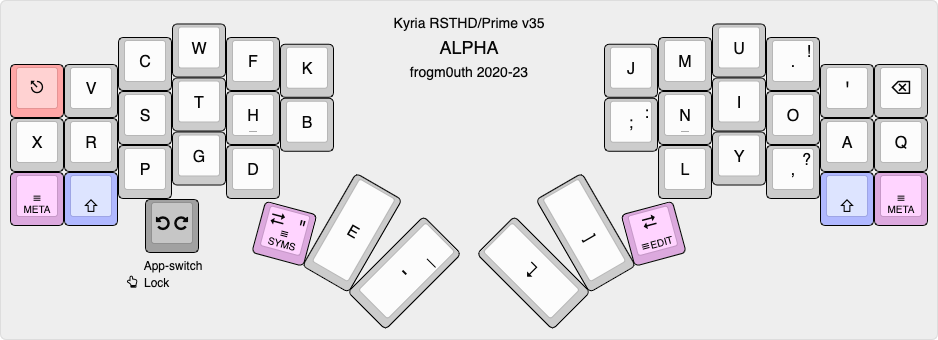 Kyria RSTHD/Prime v35
ALPHA
frogm0uth 2020-23
V C W F K
J M U . ! ' ⌫
X R S T H B
; : N I O A Q
P G D
L Y , ?
META
META
SYMS "
E
' _
EDIT
App-switch
Lock